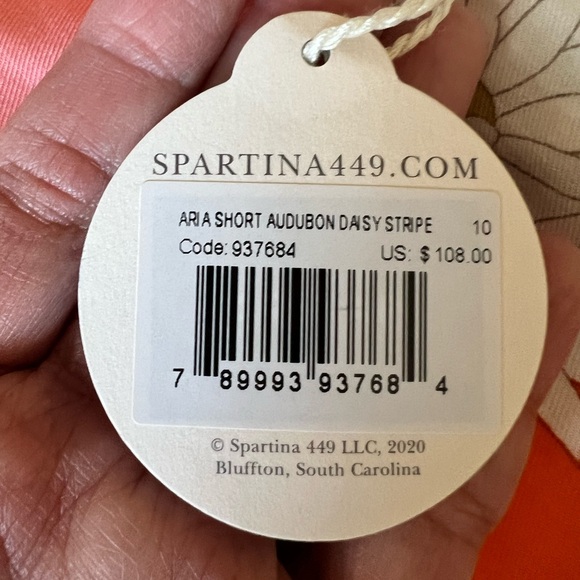 SPARTINA449.COM
ARIA SHORT AUDUBON DAISY STRIPE 10
Code: 937684 US: $ 108.00
7 89993 93768 4
© Spartina 449 LLC, 2020
Bluffton, South Carolina